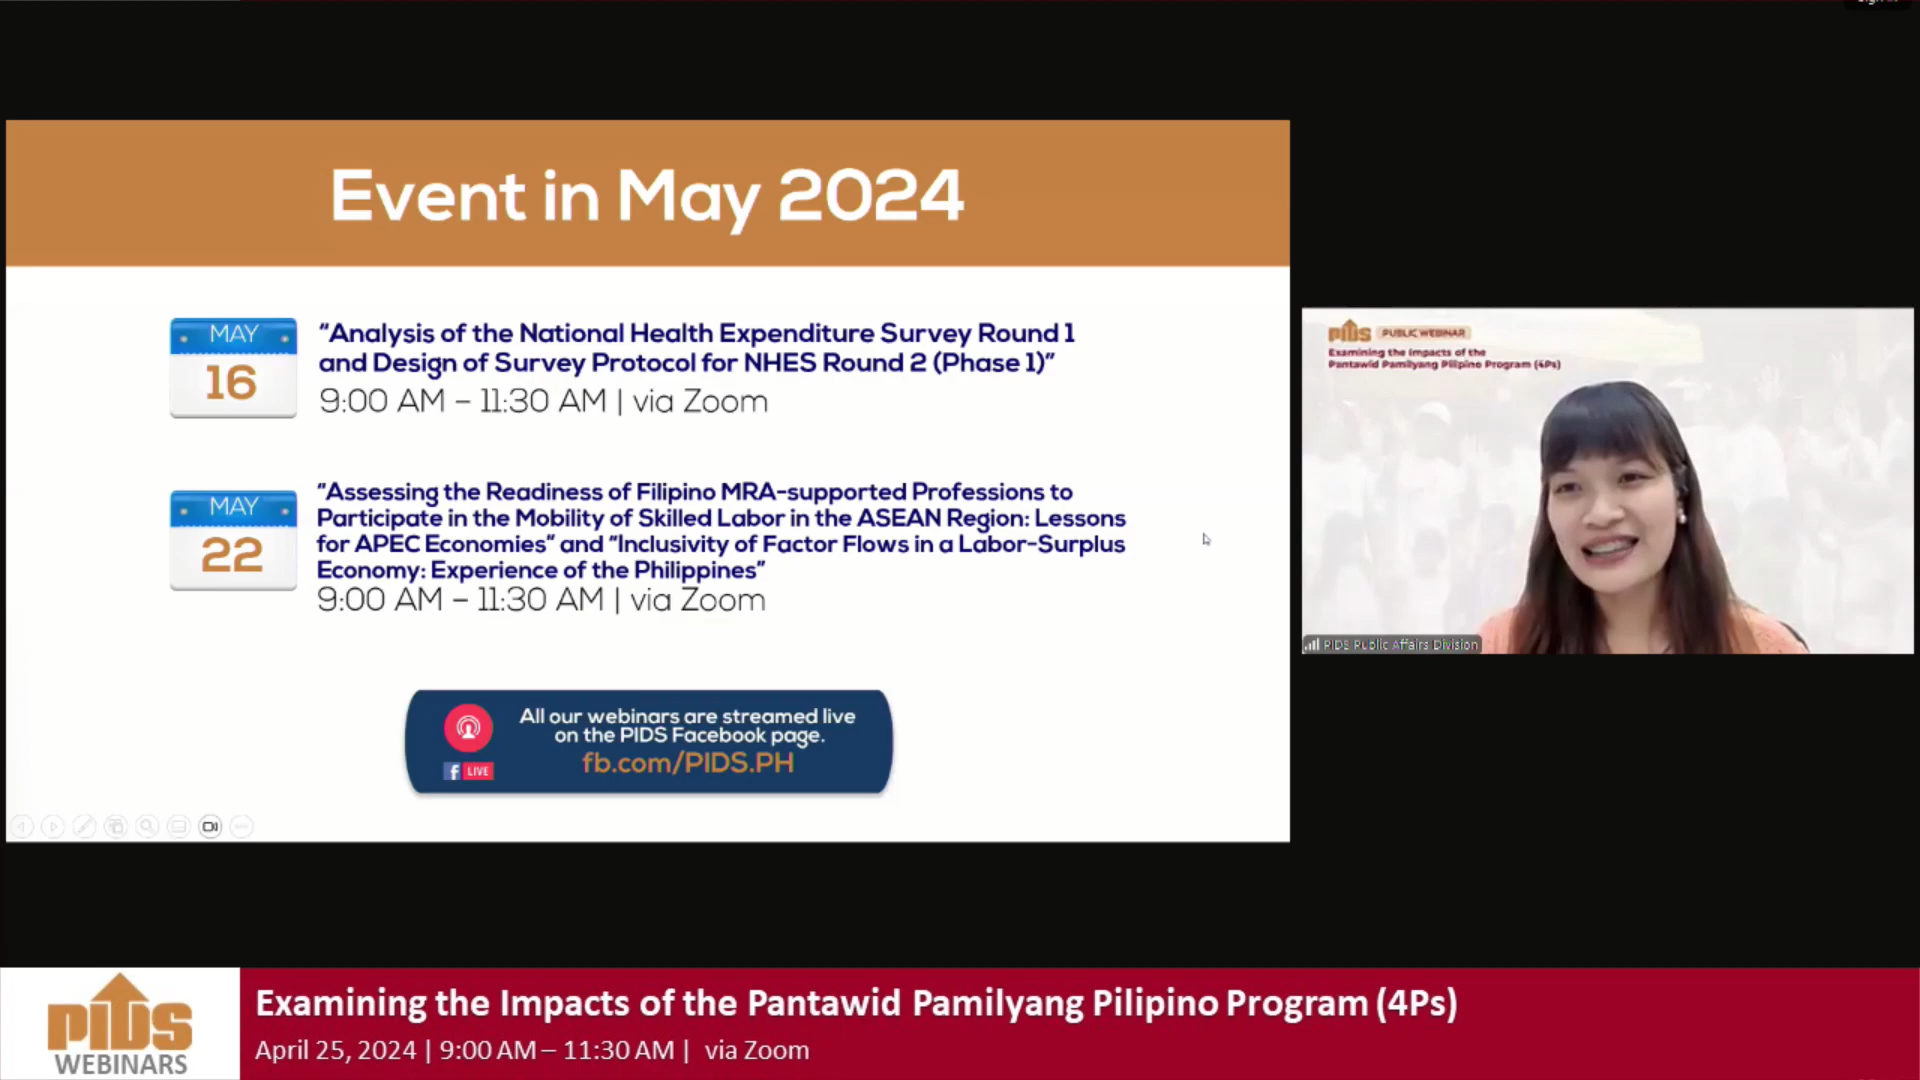 Event in May 2024
MAY
16
“Analysis of the National Health Expenditure Survey Round 1
and Design of Survey Protocol for NHES Round 2 (Phase 1)”
9:00 AM – 11:30 AM | via Zoom
MAY
22
“Assessing the Readiness of Filipino MRA-supported Professions to
Participate in the Mobility of Skilled Labor in the ASEAN Region: Lessons
for APEC Economies” and “Inclusivity of Factor Flows in a Labor-Surplus
Economy: Experience of the Philippines”
9:00 AM – 11:30 AM | via Zoom
All our webinars are streamed live
on the PIDS Facebook page.
fb.com/PIDS.PH
f LIVE
PIDS PUBLIC WEBINAR
Examining the Impacts of the
Pantawid Pamilyang Pilipino Program (4Ps)
PIDS Public Affairs Division
PIDS
WEBINARS
Examining the Impacts of the Pantawid Pamilyang Pilipino Program (4Ps)
April 25, 2024 | 9:00 AM – 11:30 AM | via Zoom